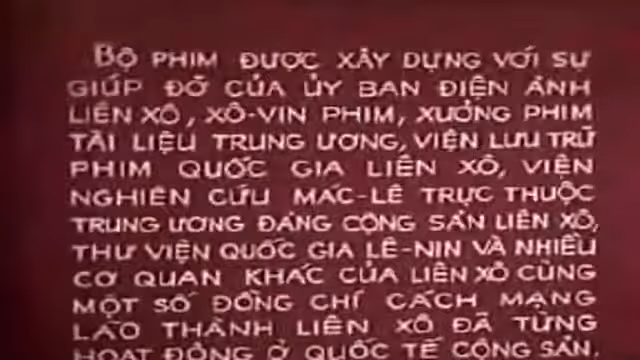 BỘ PHIM ĐƯỢC XÂY DỰNG VỚI SỰ
GIÚP ĐỠ CỦA ỦY BAN ĐIỆN ẢNH
LIÊN XÔ, XÔ-VIN PHIM, XƯỞNG PHIM
TÀI LIỆU TRUNG ƯƠNG, VIỆN LƯU TRỮ
PHIM QUỐC GIA LIÊN XÔ, VIỆN
NGHIÊN CỨU MÁC-LÊ TRỰC THUỘC
TRUNG ƯƠNG ĐẢNG CỘNG SẢN LIÊN XÔ,
THƯ VIỆN QUỐC GIA LÊ-NIN VÀ NHIỀU
CƠ QUAN KHÁC CỦA LIÊN XÔ CÙNG
MỘT SỐ ĐỒNG CHÍ CÁCH MẠNG
LÃO THÀNH LIÊN XÔ ĐÃ TỪNG
HOẠT ĐỘNG Ở QUỐC TẾ CỘNG SẢN.